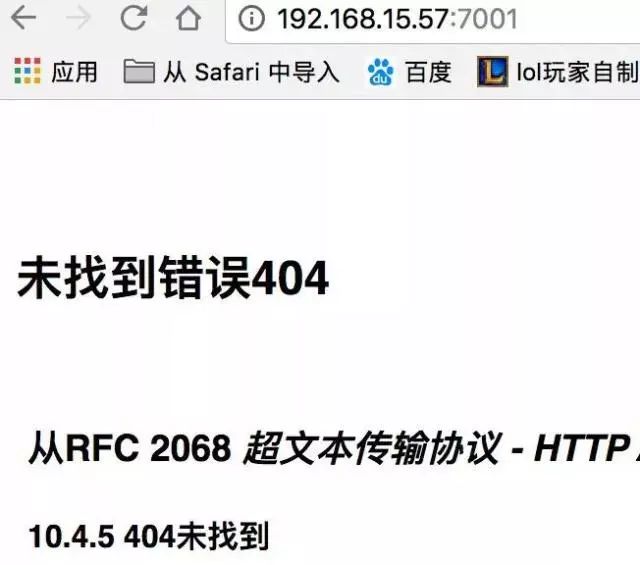 192.168.15.57:7001
应用 从 Safari 中导入 百度 lol玩家自制
未找到错误404
从RFC 2068 超文本传输协议 - HTTP
10.4.5 404未找到